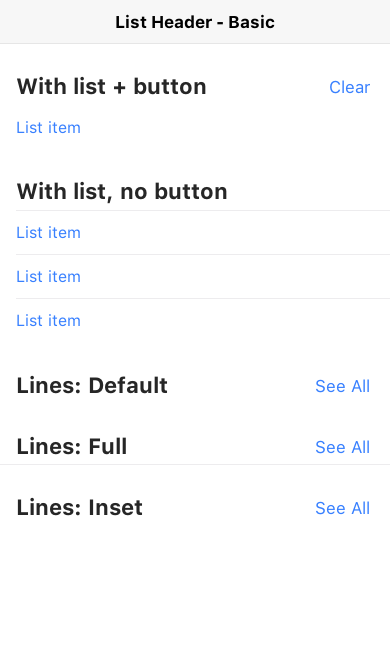 List Header - Basic
With list + button Clear
List item
With list, no button
List item
List item
List item
Lines: Default See All
Lines: Full See All
Lines: Inset See All